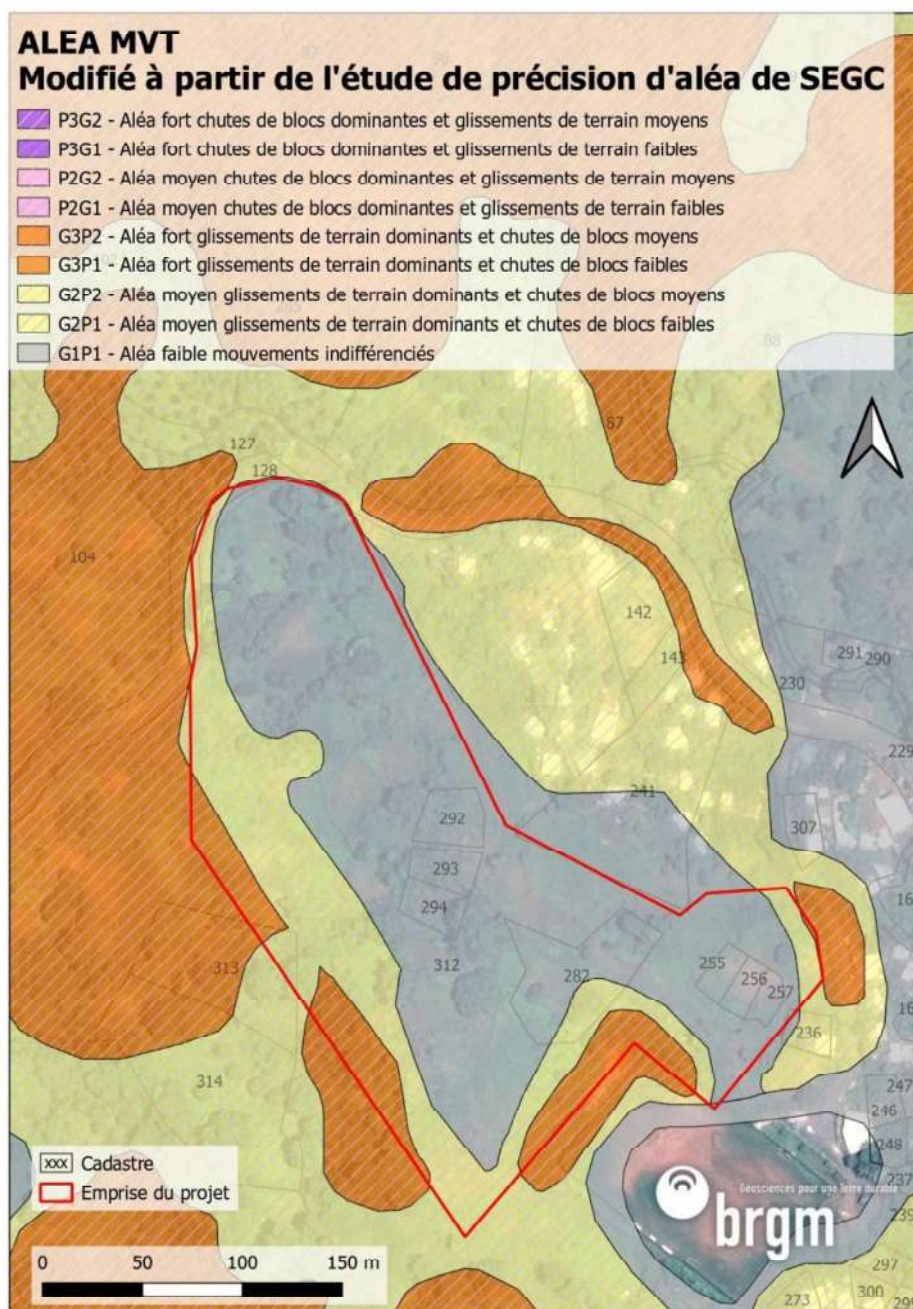 ALEA MVT
Modifié à partir de l'étude de précision d'aléa de SEGC
P3G2 - Aléa fort chutes de blocs dominantes et glissements de terrain moyens
P3G1 - Aléa fort chutes de blocs dominantes et glissements de terrain faibles
P2G2 - Aléa moyen chutes de blocs dominantes et glissements de terrain moyens
P2G1 - Aléa moyen chutes de blocs dominantes et glissements de terrain faibles
G3P2 - Aléa fort glissements de terrain dominants et chutes de blocs moyens
G3P1 - Aléa fort glissements de terrain dominants et chutes de blocs faibles
G2P2 - Aléa moyen glissements de terrain dominants et chutes de blocs moyens
G2P1 - Aléa moyen glissements de terrain dominants et chutes de blocs faibles
G1P1 - Aléa faible mouvements indifférenciés
88
87
127
128
104
142
143
291
290
230
229
241
292
307
293
294
313
312
282
255
256
257
236
314
247
246
248
237
239
297
300
273
xxx Cadastre
Emprise du projet
Géosciences pour une Terre durable
brgm
0 50 100 150 m